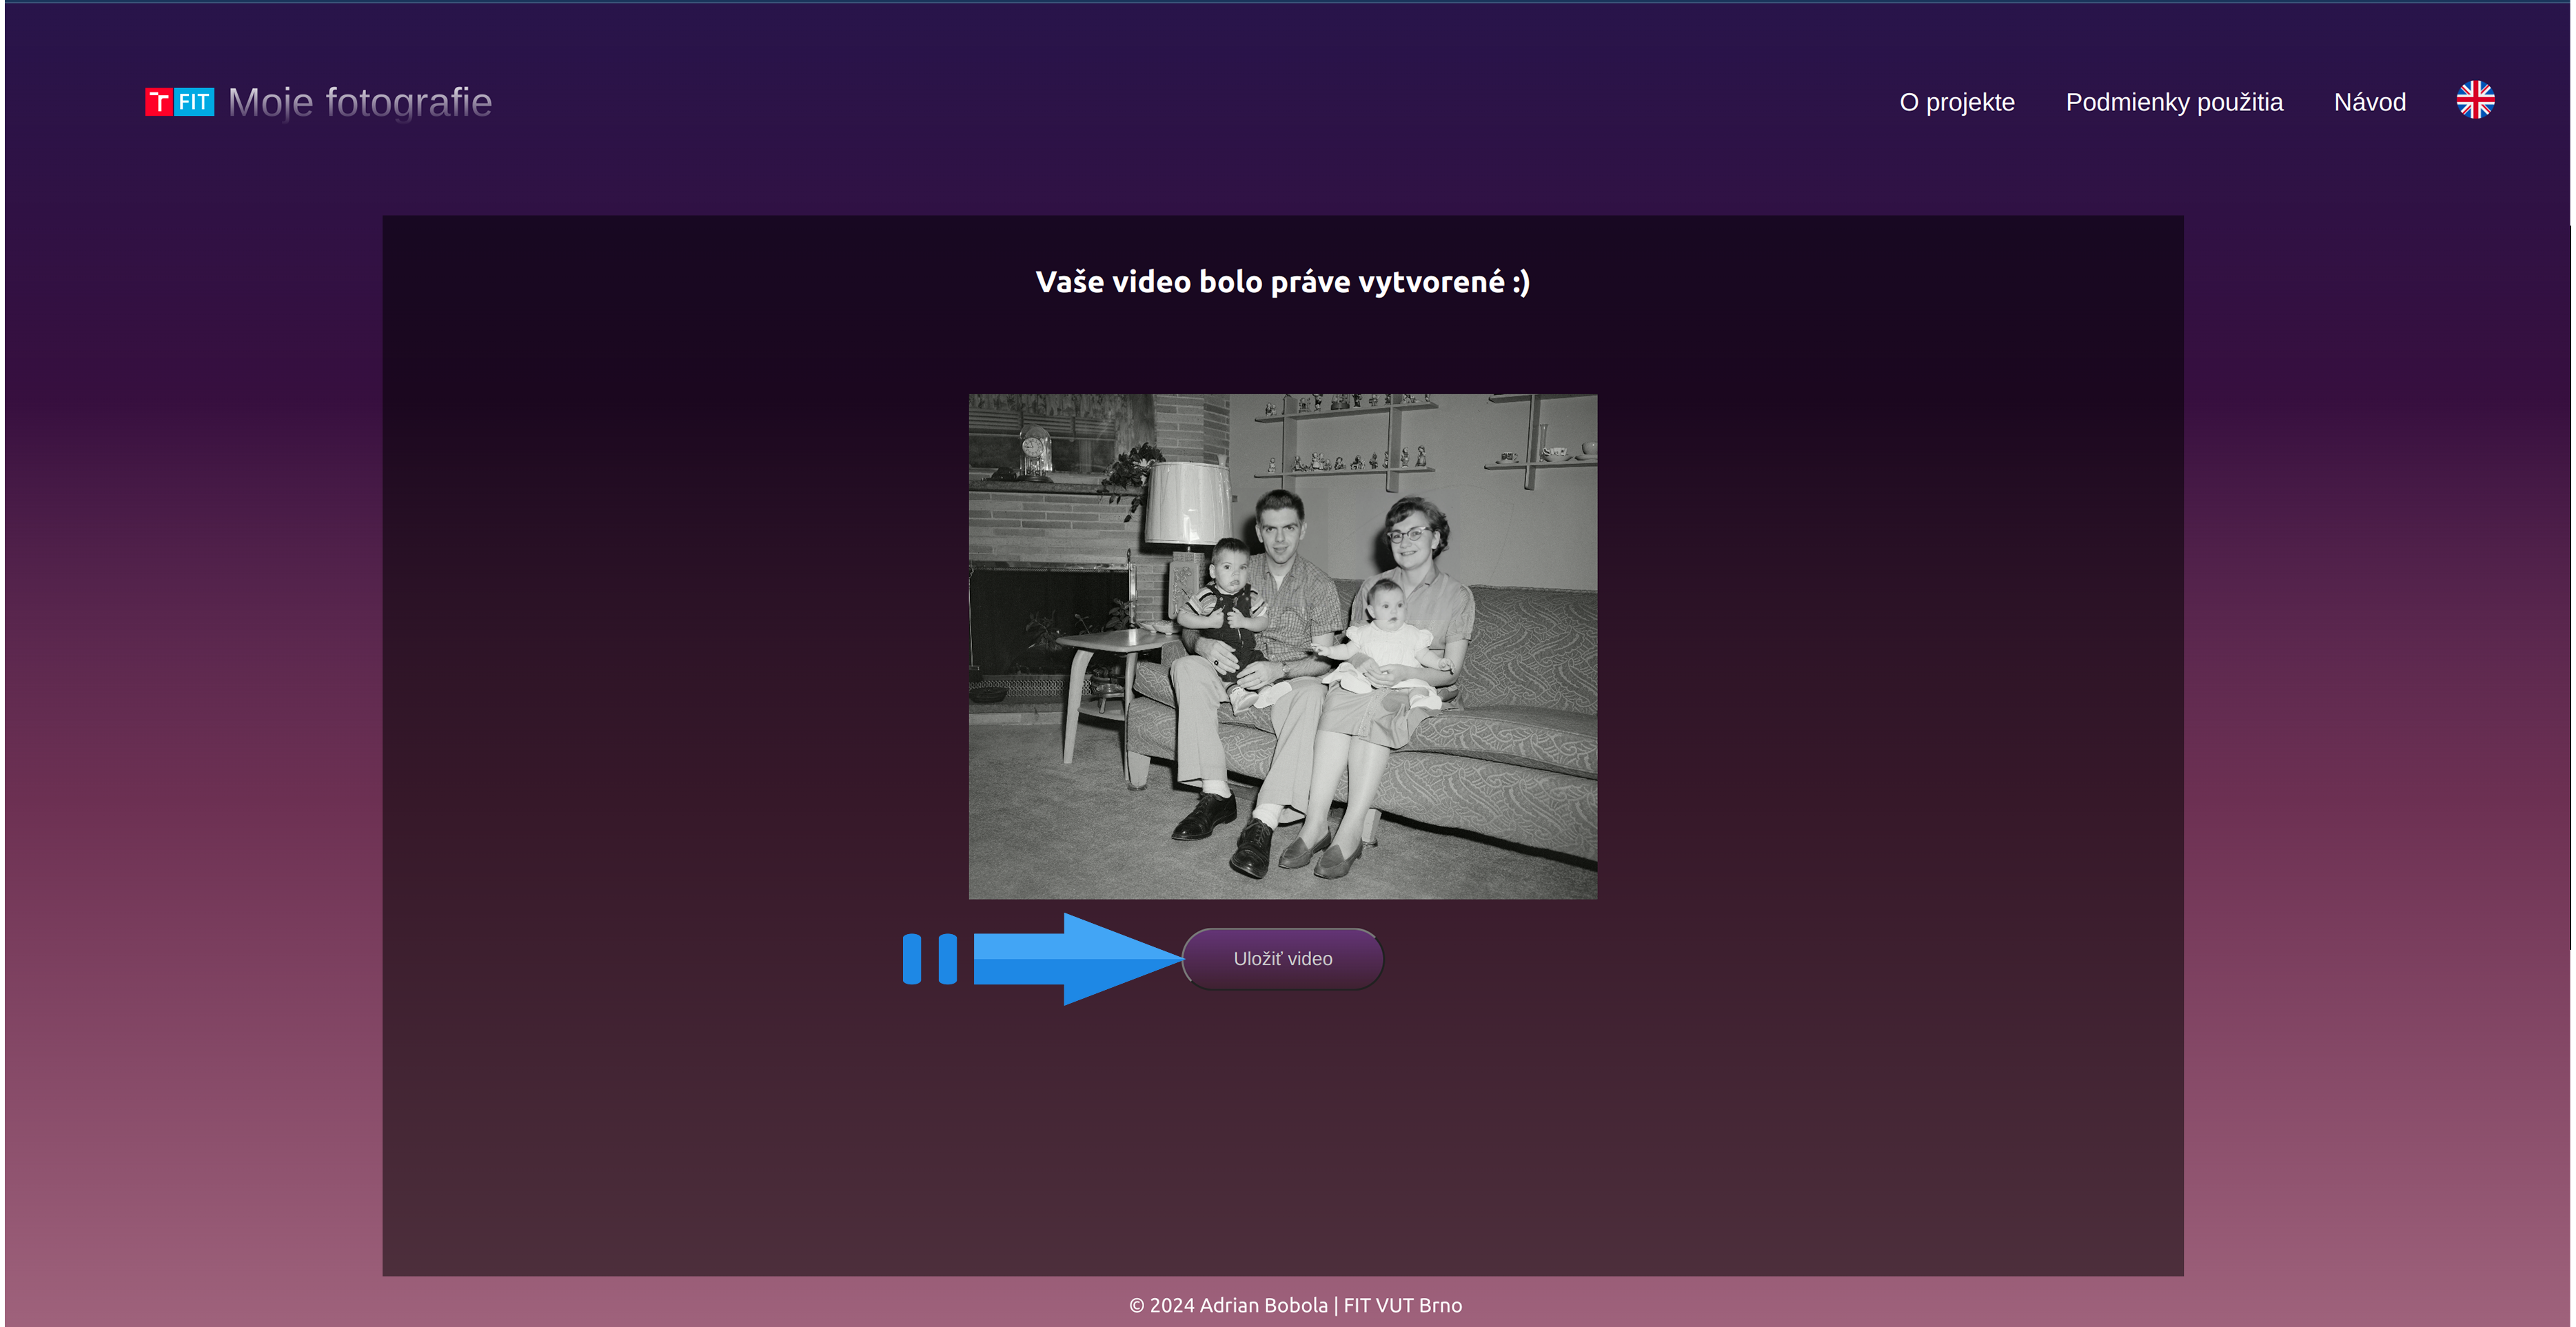 T FIT Moje fotografie
O projekte Podmienky použitia Návod
Vaše video bolo práve vytvorené :)
Uložiť video
© 2024 Adrian Bobola | FIT VUT Brno